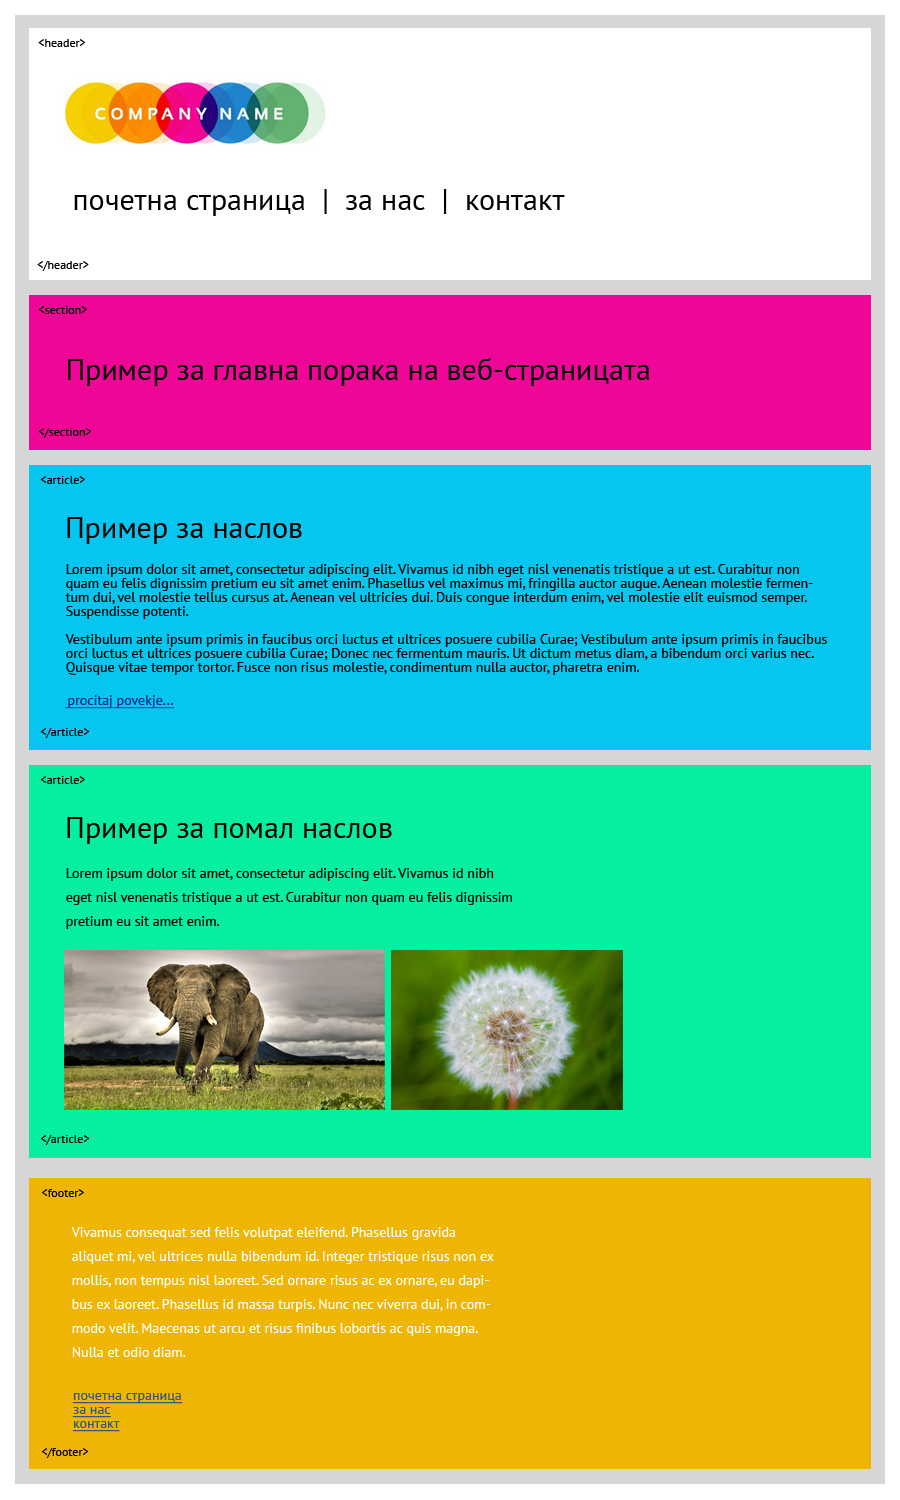 <header>
COMPANY NAME
почетна страница | за нас | контакт
</header>
<section>
Пример за главна порака на веб-страницата
</section>
<article>
Пример за наслов
Lorem ipsum dolor sit amet, consectetur adipiscing elit. Vivamus id nibh eget nisl venenatis tristique a ut est. Curabitur non
quam eu felis dignissim pretium eu sit amet enim. Phasellus vel maximus mi, fringilla auctor augue. Aenean molestie fermen-
tum dui, vel molestie tellus cursus at. Aenean vel ultricies dui. Duis congue interdum enim, vel molestie elit euismod semper.
Suspendisse potenti.
Vestibulum ante ipsum primis in faucibus orci luctus et ultrices posuere cubilia Curae; Vestibulum ante ipsum primis in faucibus
orci luctus et ultrices posuere cubilia Curae; Donec nec fermentum mauris. Ut dictum metus diam, a bibendum orci varius nec.
Quisque vitae tempor tortor. Fusce non risus molestie, condimentum nulla auctor, pharetra enim.
procitaj povekje...
</article>
<article>
Пример за помал наслов
Lorem ipsum dolor sit amet, consectetur adipiscing elit. Vivamus id nibh
eget nisl venenatis tristique a ut est. Curabitur non quam eu felis dignissim
pretium eu sit amet enim.
</article>
<footer>
Vivamus consequat sed felis volutpat eleifend. Phasellus gravida
aliquet mi, vel ultrices nulla bibendum id. Integer tristique risus non ex
mollis, non tempus nisl laoreet. Sed ornare risus ac ex ornare, eu dapi-
bus ex laoreet. Phasellus id massa turpis. Nunc nec viverra dui, in com-
modo velit. Maecenas ut arcu et risus finibus lobortis ac quis magna.
Nulla et odio diam.
почетна страница
за нас
контакт
</footer>